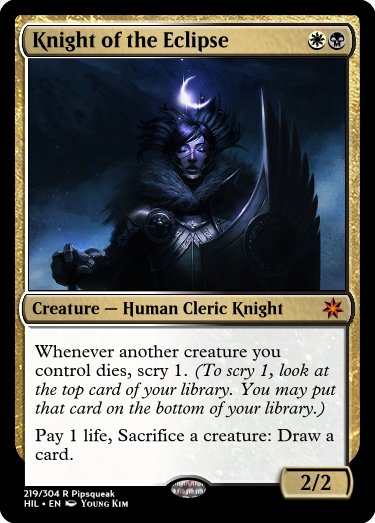 Knight of the Eclipse
Creature — Human Cleric Knight
Whenever another creature you
control dies, scry 1. (To scry 1, look at
the top card of your library. You may put
that card on the bottom of your library.)
Pay 1 life, Sacrifice a creature: Draw a
card.
2/2
219/304 R Pipsqueak
HIL • EN Young Kim